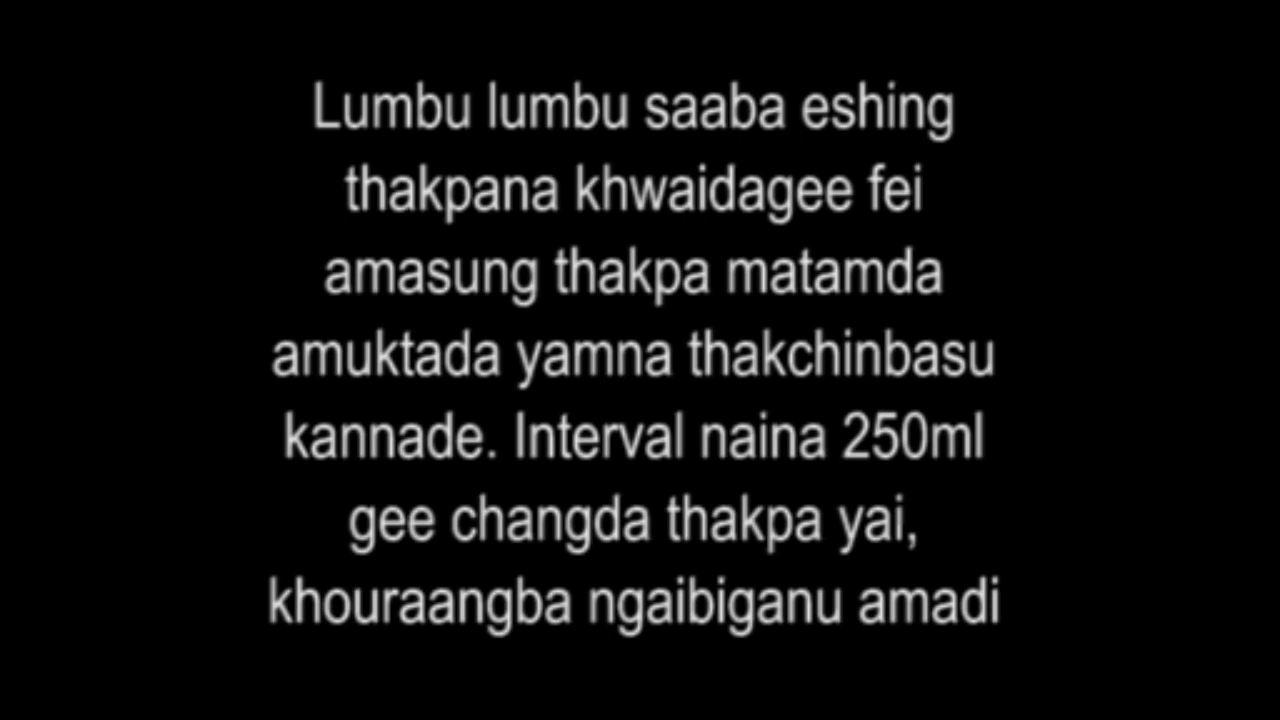 Lumbu lumbu saaba eshing
thakpana khwaidagee fei
amasung thakpa matamda
amuktada yamna thakchinbasu
kannade. Interval naina 250ml
gee changda thakpa yai,
khouraangba ngaibiganu amadi